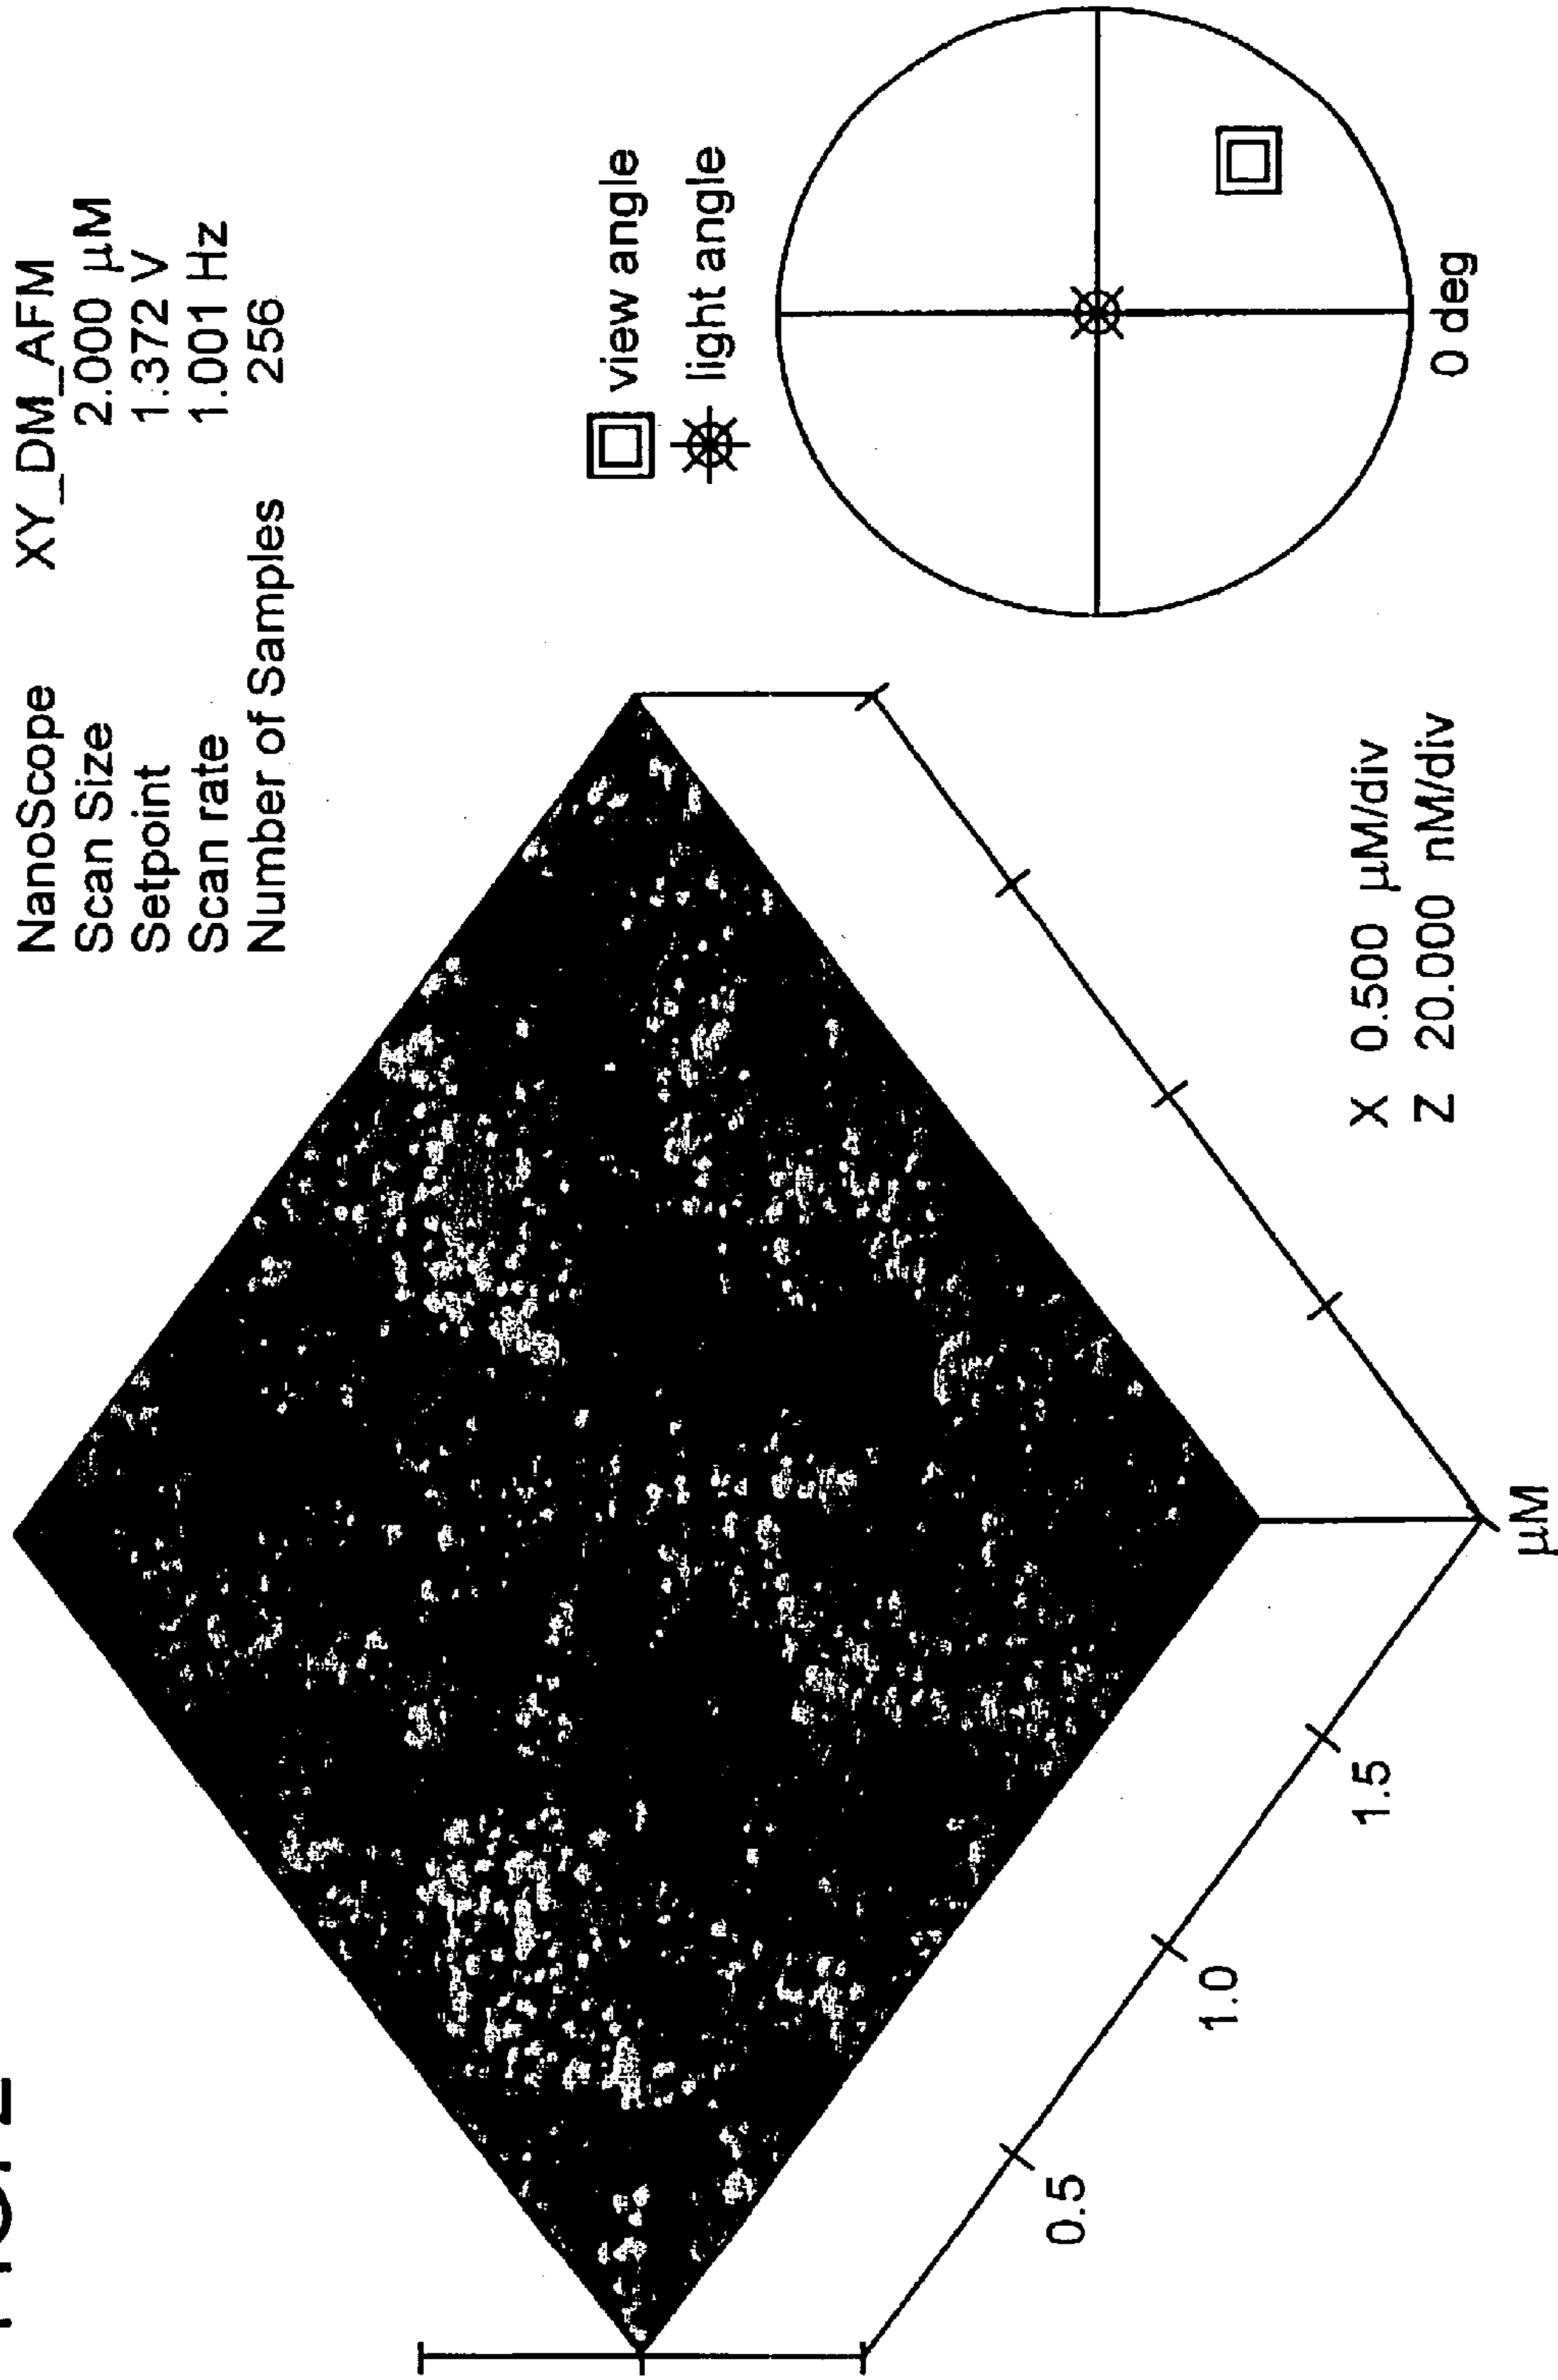 NanoScope XY_DM_AFM
Scan Size 2.000 µM
Setpoint 1.372 V
Scan rate 1.001 Hz
Number of Samples 256
view angle
light angle
0 deg
0.5
1.0
1.5
µM
X 0.500 µM/div
Z 20.000 nM/div